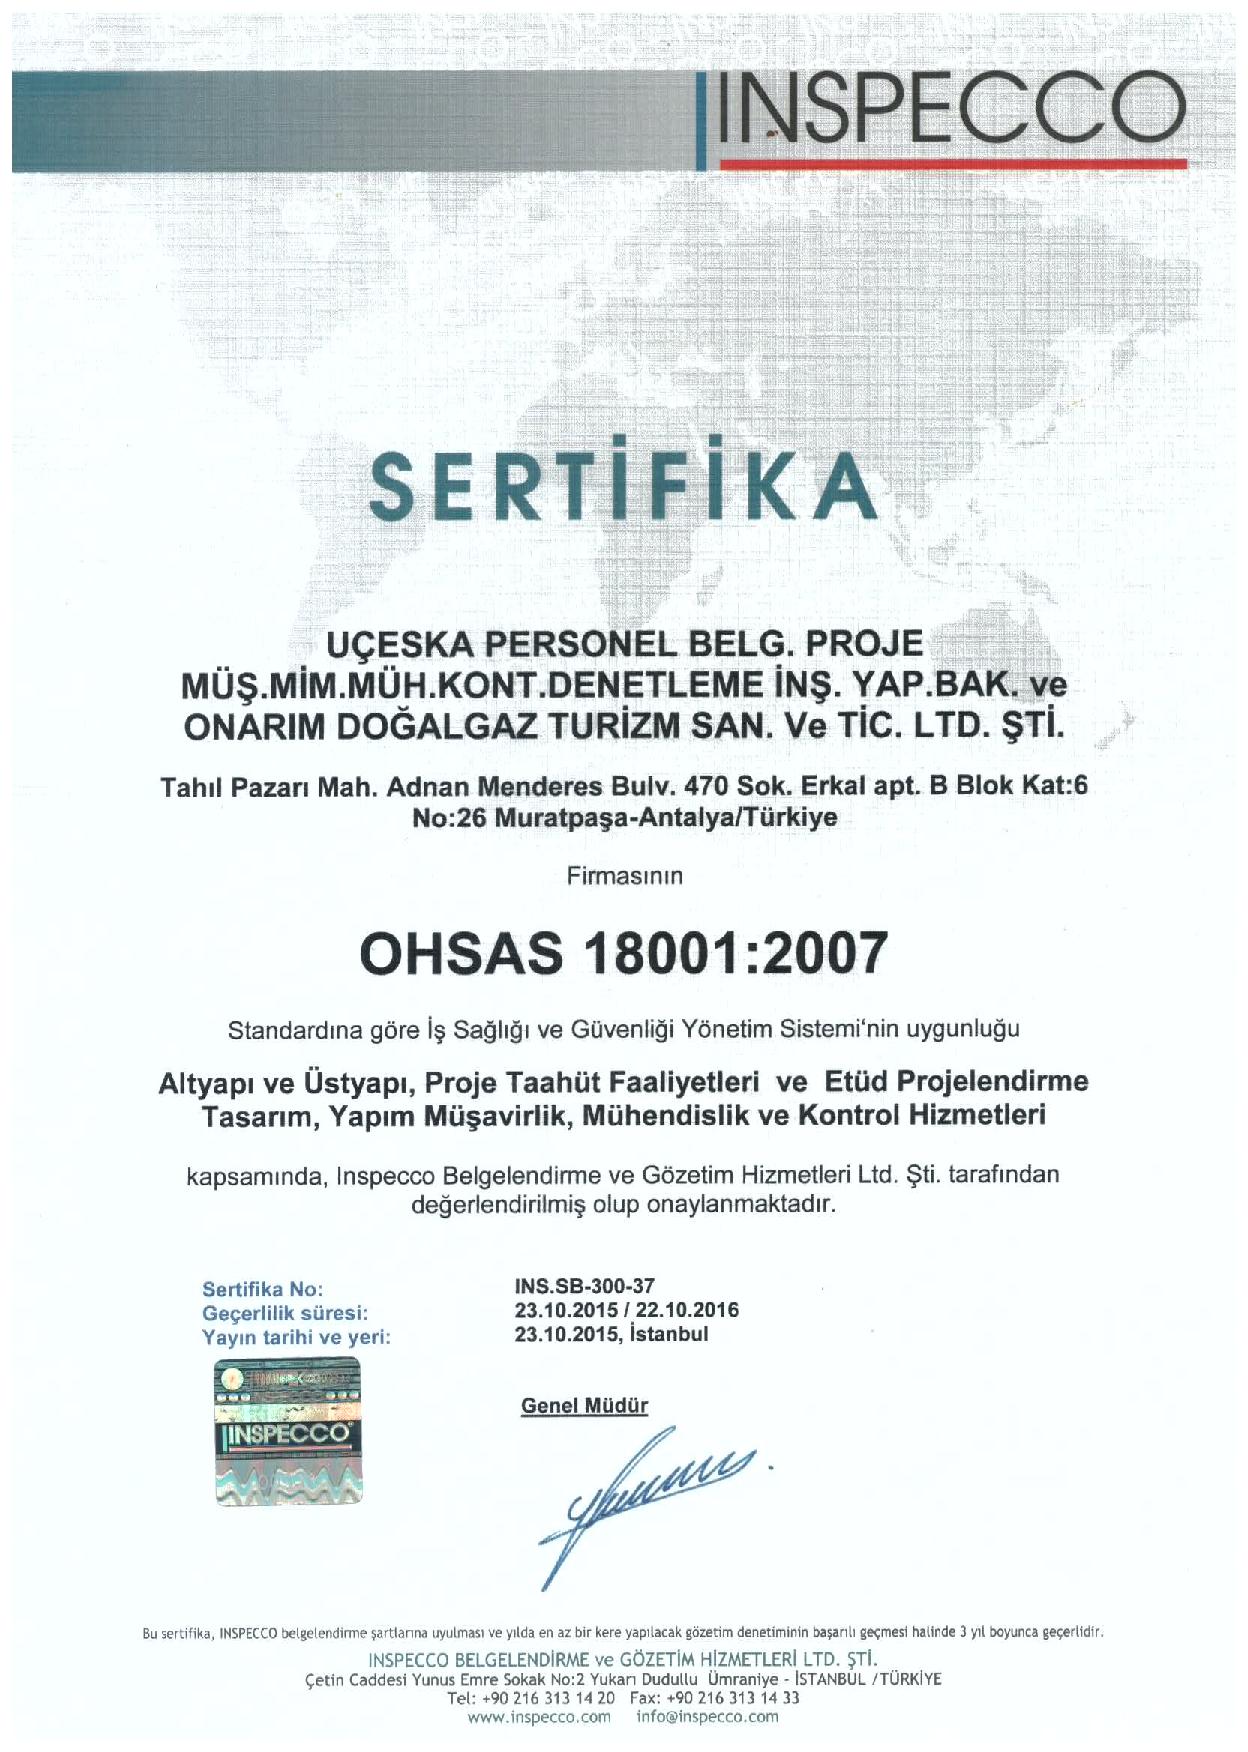 INSPECCO
SERTİFİKA
UÇESKA PERSONEL BELG. PROJE
MÜŞ.MİM.MÜH.KONT.DENETLEME İNŞ. YAP.BAK. ve
ONARIM DOĞALGAZ TURİZM SAN. Ve TİC. LTD. ŞTİ.
Tahıl Pazarı Mah. Adnan Menderes Bulv. 470 Sok. Erkal apt. B Blok Kat:6
No:26 Muratpaşa-Antalya/Türkiye
Firmasının
OHSAS 18001:2007
Standardına göre İş Sağlığı ve Güvenliği Yönetim Sistemi'nin uygunluğu
Altyapı ve Üstyapı, Proje Taahüt Faaliyetleri ve Etüd Projelendirme
Tasarım, Yapım Müşavirlik, Mühendislik ve Kontrol Hizmetleri
kapsamında, Inspecco Belgelendirme ve Gözetim Hizmetleri Ltd. Şti. tarafından
değerlendirilmiş olup onaylanmaktadır.
Sertifika No: INS.SB-300-37
Geçerlilik süresi: 23.10.2015 / 22.10.2016
Yayın tarihi ve yeri: 23.10.2015, İstanbul
INSPECCO
Genel Müdür
Bu sertifika, INSPECCO belgelendirme şartlarına uyulması ve yılda en az bir kere yapılacak gözetim denetiminin başarılı geçmesi halinde 3 yıl boyunca geçerlidir.
INSPECCO BELGELENDİRME ve GÖZETİM HİZMETLERİ LTD. ŞTİ.
Çetin Caddesi Yunus Emre Sokak No:2 Yukarı Dudullu Ümraniye - İSTANBUL /TÜRKİYE
Tel: +90 216 313 14 20 Fax: +90 216 313 14 33
www.inspecco.com info@inspecco.com